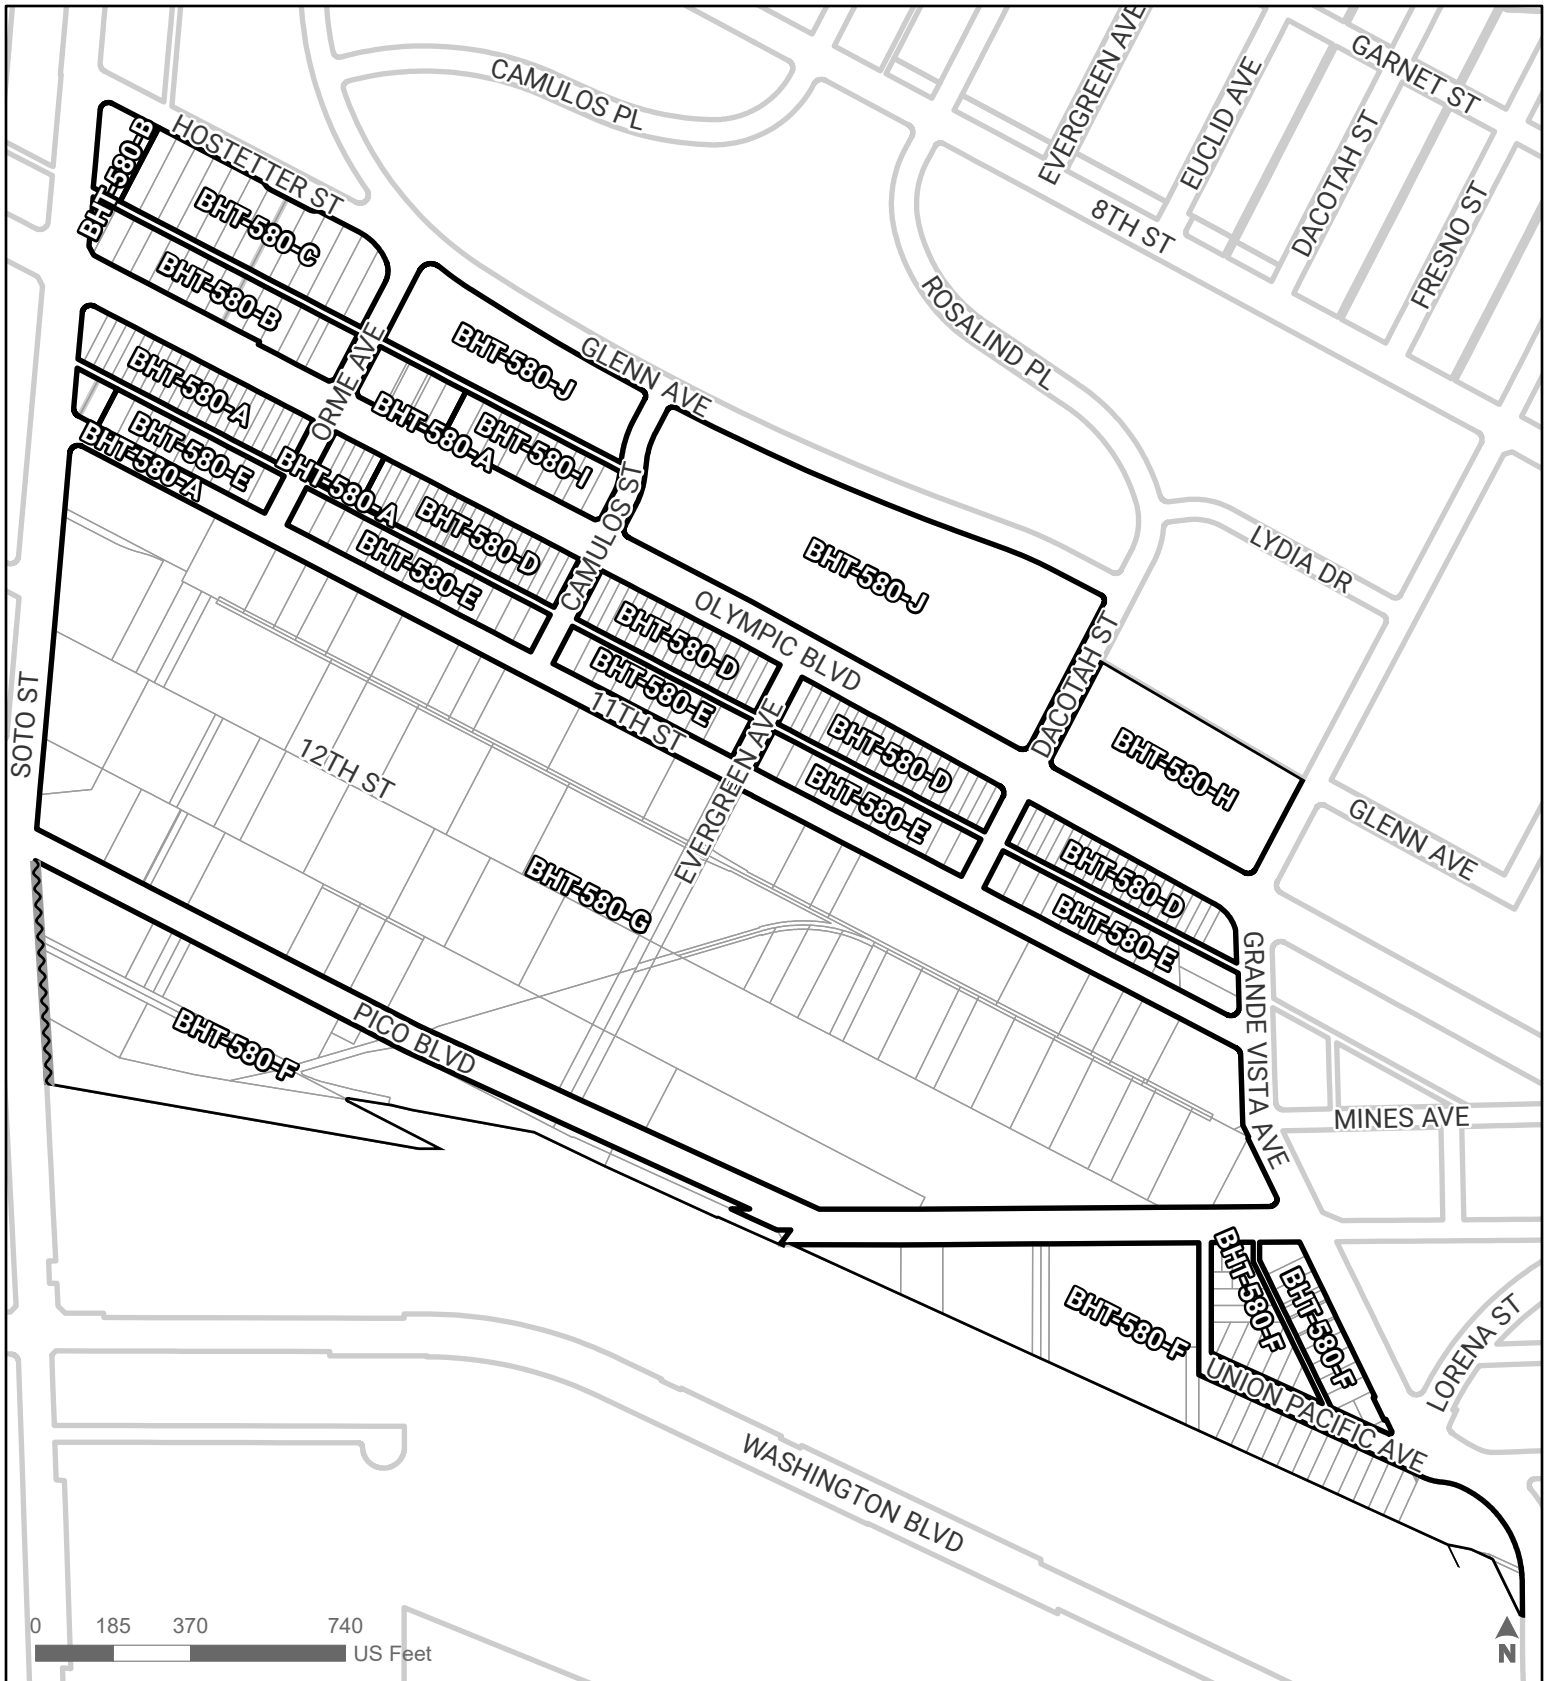 GARNET ST
EVERGREEN AVE
CAMULOS PL
EUCLID AVE
DACOTAH ST
HOSTETTER ST
BHT-580-B
FRESNO ST
8TH ST
BHT-580-C
BHT-580-B
ROSALIND PL
ORME AVE
BHT-580-J
GLENN AVE
BHT-580-A
BHT-580-A
BHT-580-I
BHT-580-E
BHT-580-A
BHT-580-A
BHT-580-D
CAMULOS ST
BHT-580-E
BHT-580-J
LYDIA DR
OLYMPIC BLVD
BHT-580-D
BHT-580-E
DACOTAH ST
SOTO ST
11TH ST
12TH ST
EVERGREEN AVE
BHT-580-D
BHT-580-E
BHT-580-H
GLENN AVE
BHT-580-G
BHT-580-D
BHT-580-E
GRANDE VISTA AVE
PICO BLVD
BHT-580-F
MINES AVE
BHT-580-F
BHT-580-F
BHT-580-F
LORENA ST
UNION PACIFIC AVE
WASHINGTON BLVD
0 185 370 740
US Feet
N